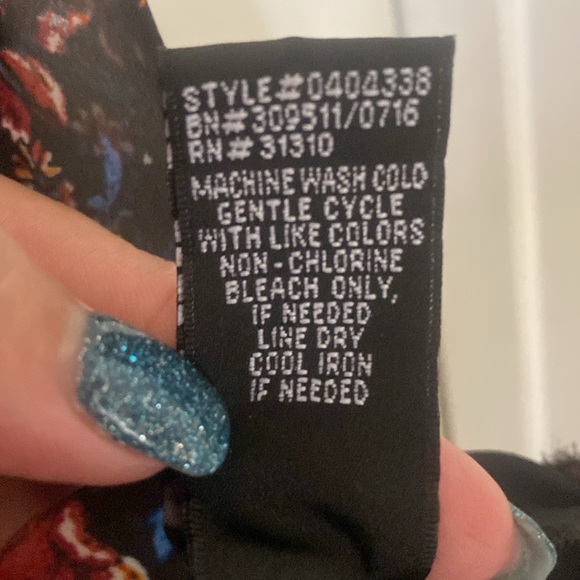 STYLE#0404338
BN#309511/0716
RN#31310
MACHINE WASH COLD
GENTLE CYCLE
WITH LIKE COLORS
NON-CHLORINE
BLEACH ONLY,
IF NEEDED
LINE DRY
COOL IRON
IF NEEDED